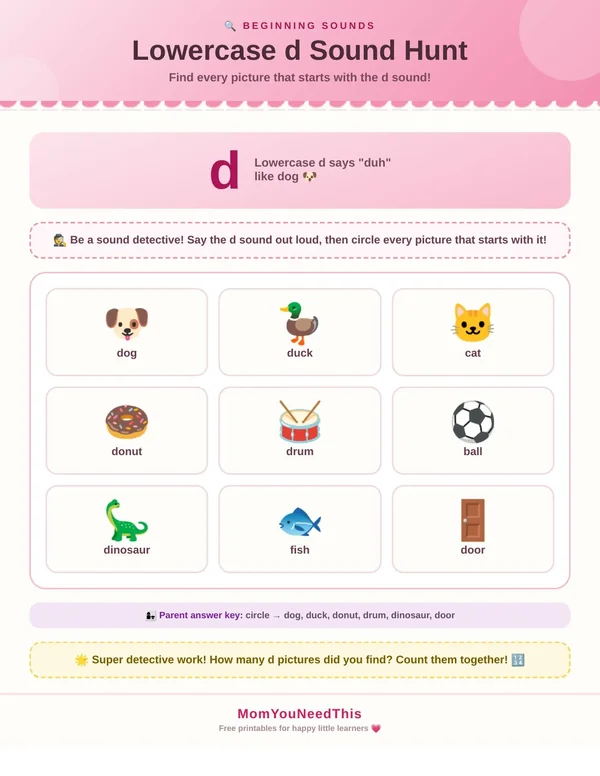 🔍 BEGINNING SOUNDS
Lowercase d Sound Hunt
Find every picture that starts with the d sound!
d
Lowercase d says "duh"
like dog 🐶
🕵️ Be a sound detective! Say the d sound out loud, then circle every picture that starts with it!
dog
duck
cat
donut
drum
ball
dinosaur
fish
door
👩‍👧 Parent answer key: circle → dog, duck, donut, drum, dinosaur, door
🌟 Super detective work! How many d pictures did you find? Count them together! 🔢
MomYouNeedThis
Free printables for happy little learners 💗